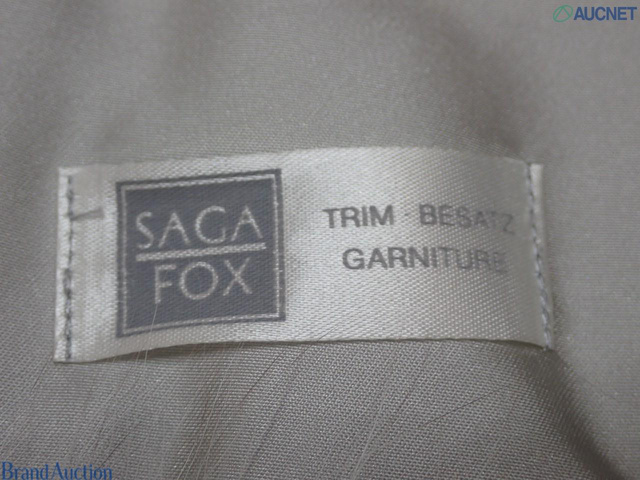 AUCNET
SAGA
FOX
TRIM · BESATZ
GARNITURE
Brand Auction